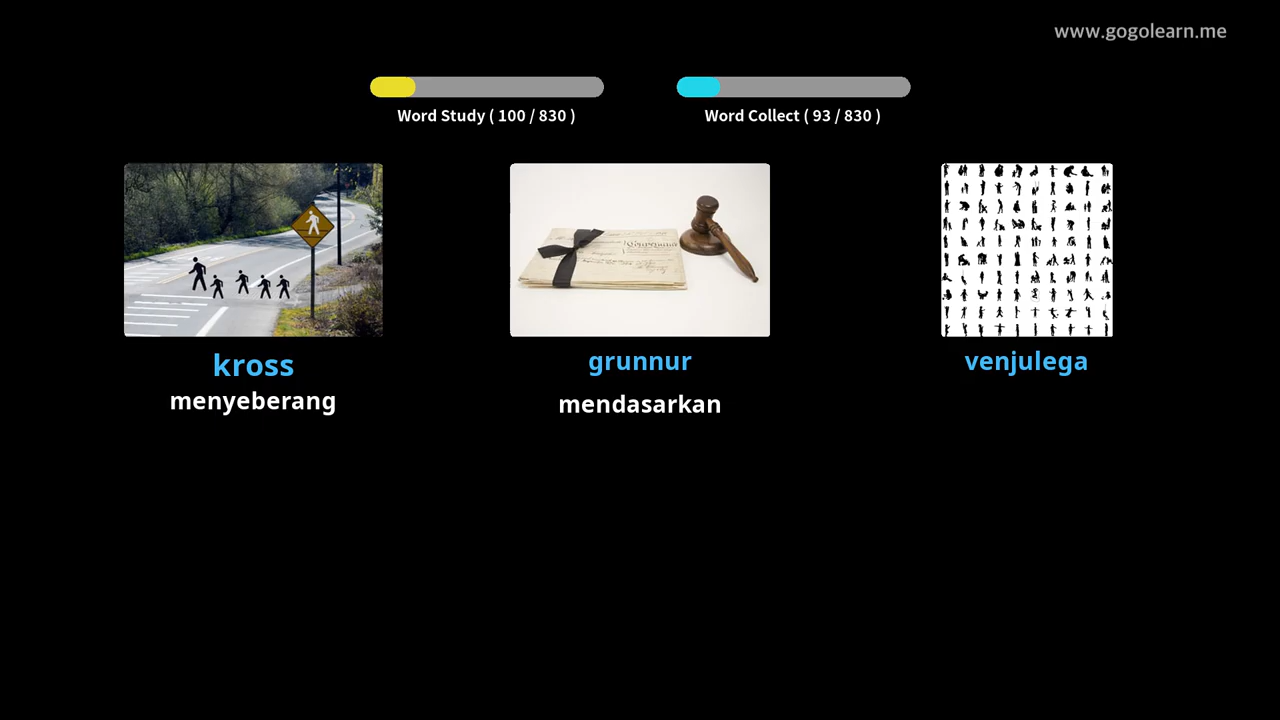 www.gogolearn.me
Word Study ( 100 / 830 )
Word Collect ( 93 / 830 )
kross
grunnur
venjulega
menyeberang
mendasarkan